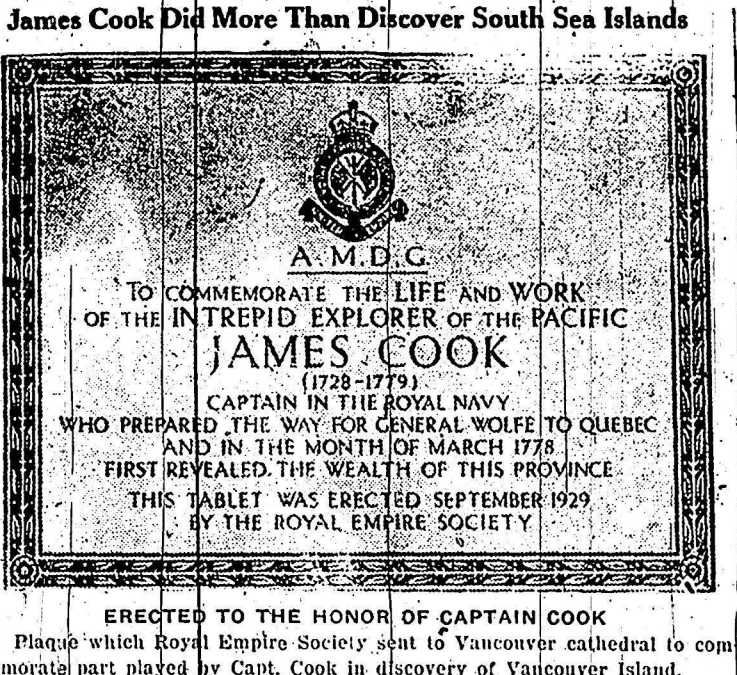 James Cook Did More Than Discover South Sea Islands
A.M.D.G
TO COMMEMORATE THE LIFE AND WORK
OF THE INTREPID EXPLORER OF THE PACIFIC
JAMES COOK
(1728-1779)
CAPTAIN IN THE ROYAL NAVY
WHO PREPARED THE WAY FOR GENERAL WOLFE TO QUEBEC
AND IN THE MONTH OF MARCH 1778
FIRST REVEALED THE WEALTH OF THIS PROVINCE
THIS TABLET WAS ERECTED SEPTEMBER 1929
BY THE ROYAL EMPIRE SOCIETY
ERECTED TO THE HONOR OF CAPTAIN COOK
Plaque which Royal Empire Society sent to Vancouver cathedral to com-
morate part played by Capt. Cook in discovery of Vancouver Island.